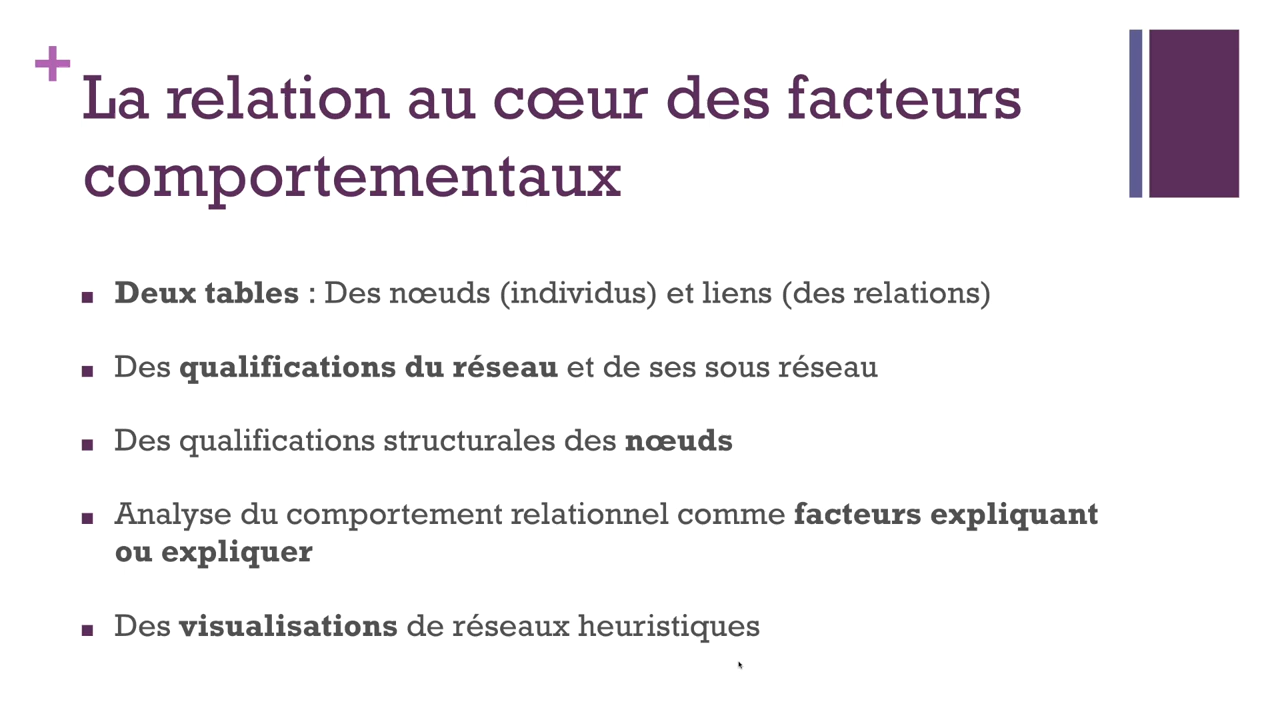 +
La relation au cœur des facteurs
comportementaux
▪ Deux tables : Des nœuds (individus) et liens (des relations)
▪ Des qualifications du réseau et de ses sous réseau
▪ Des qualifications structurales des nœuds
▪ Analyse du comportement relationnel comme facteurs expliquant
ou expliquer
▪ Des visualisations de réseaux heuristiques